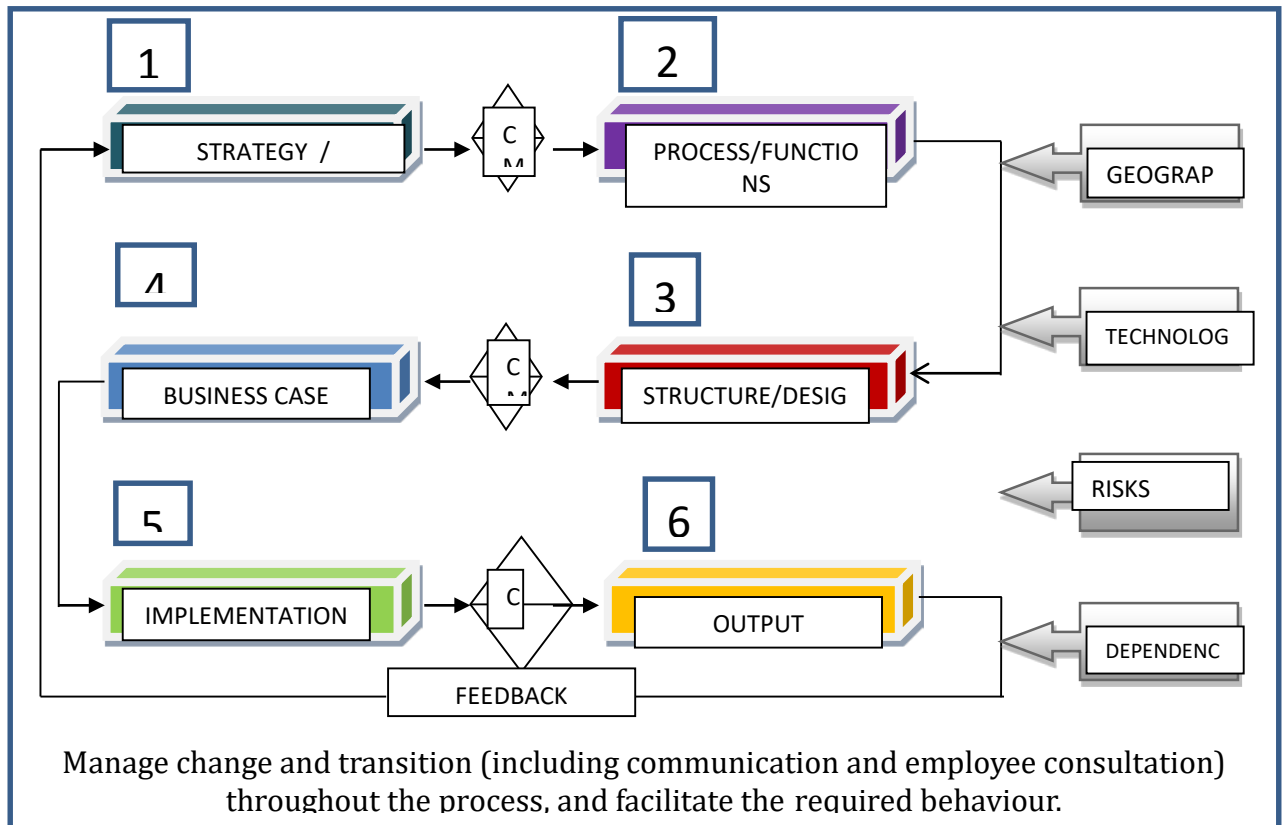 1
2
STRATEGY /
C
M
PROCESS/FUNCTIO
NS
GEOGRAP
4
3
TECHNOLOG
BUSINESS CASE
C
M
STRUCTURE/DESIG
RISKS
5
6
IMPLEMENTATION
C
OUTPUT
DEPENDENC
FEEDBACK
Manage change and transition (including communication and employee consultation)
throughout the process, and facilitate the required behaviour.